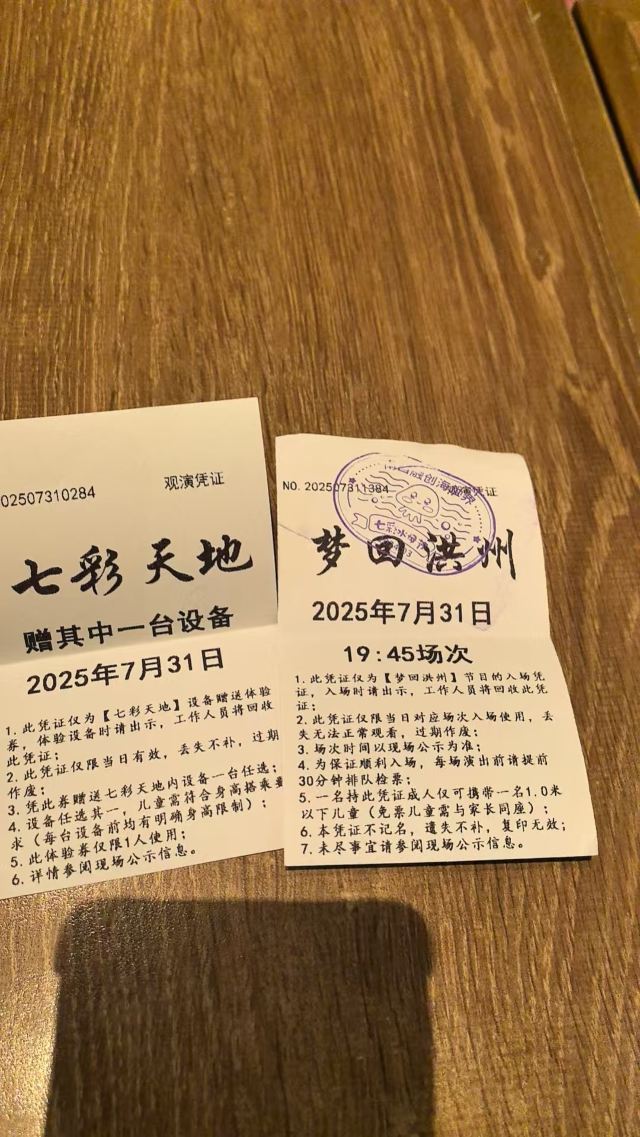 02507310284
观演凭证
七彩天地
赠其中一台设备
2025年7月31日
1. 此凭证仅为【七彩天地】设备赠送体验
券，体验设备时请出示，工作人员将回收
此凭证；
2. 此凭证仅限当日有效，丢失不补，过期
作废；
3. 凭此券赠送七彩天地内设备一台任选；
4. 设备任选其一，儿童需符合身高搭乘要
求（每台设备前均有明确身高限制）；
5. 此体验券仅限1人使用；
6. 详情参阅现场公示信息。
NO. 202507311384
凭证
梦回洪州
2025年7月31日
19:45场次
1. 此凭证仅为【梦回洪州】节目的入场凭
证，入场时请出示，工作人员将回收此凭
证；
2. 此凭证仅限当日对应场次入场使用，丢
失无法正常观看，过期作废；
3. 场次时间以现场公示为准；
4. 为保证顺利入场，每场演出前请提前
30分钟排队检票；
5. 一名持此凭证成人仅可携带一名1.0米
以下儿童（免票儿童需与家长同座）；
6. 本凭证不记名，遗失不补，复印无效；
7. 未尽事宜请参阅现场公示信息。